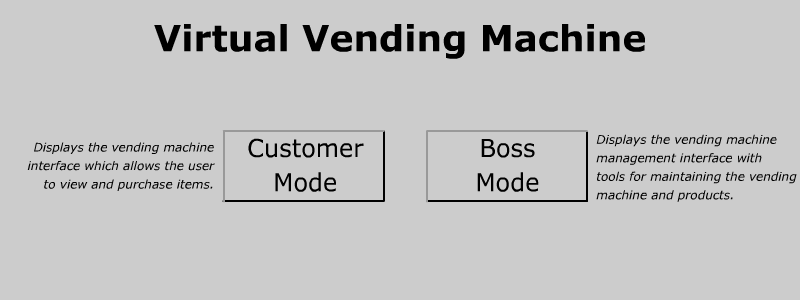 Virtual Vending Machine
Displays the vending machine
interface which allows the user
to view and purchase items.
Customer
Mode
Boss
Mode
Displays the vending machine
management interface with
tools for maintaining the vending
machine and products.